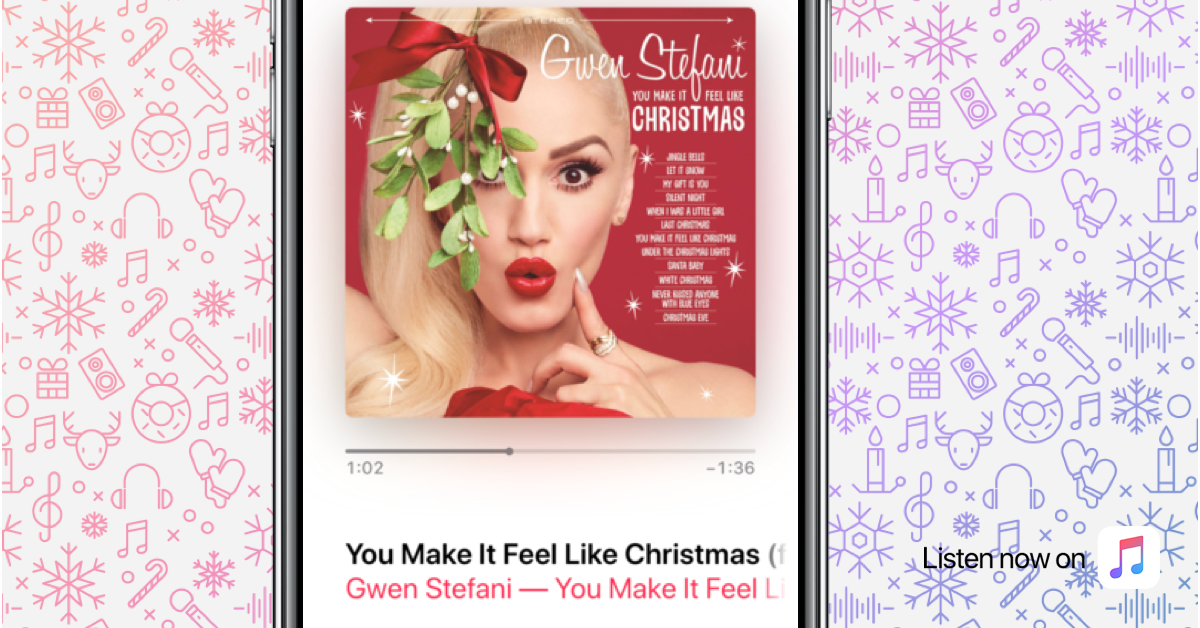 STEREO
Gwen Stefani
YOU MAKE IT FEEL LIKE
CHRISTMAS
JINGLE BELLS
LET IT SNOW
MY GIFT IS YOU
SILENT NIGHT
WHEN I WAS A LITTLE GIRL
LAST CHRISTMAS
YOU MAKE IT FEEL LIKE CHRISTMAS
UNDER THE CHRISTMAS LIGHTS
SANTA BABY
WHITE CHRISTMAS
NEVER KISSED ANYONE
WITH BLUE EYES
CHRISTMAS EVE
1:02
−1:36
You Make It Feel Like Christmas (f
Gwen Stefani — You Make It Feel Li
Listen now on